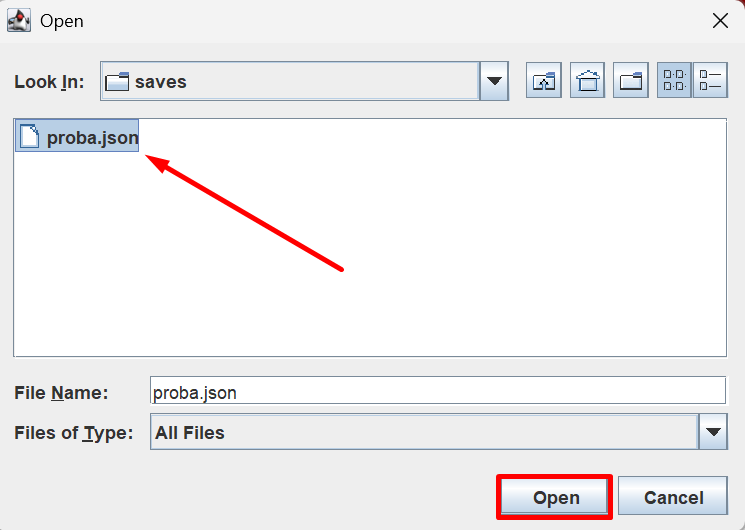 Open
Look In: saves
proba.json
File Name: proba.json
Files of Type: All Files
Open Cancel